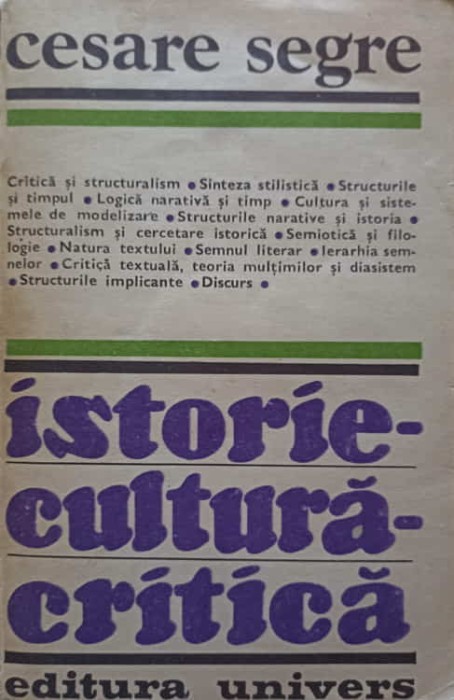 cesare segre
Critică și structuralism ● Sinteza stilistică ● Structurile
și timpul ● Logică narativă și timp ● Cultura și siste-
mele de modelizare ● Structurile narative și istoria ●
Structuralism și cercetare istorică ● Semiotică și filo-
logie ● Natura textului ● Semnul literar ● Ierarhia sem-
nelor ● Critică textuală, teoria mulțimilor și diasistem
● Structurile implicante ● Discurs ●
istorie-
cultură-
critică
editura univers